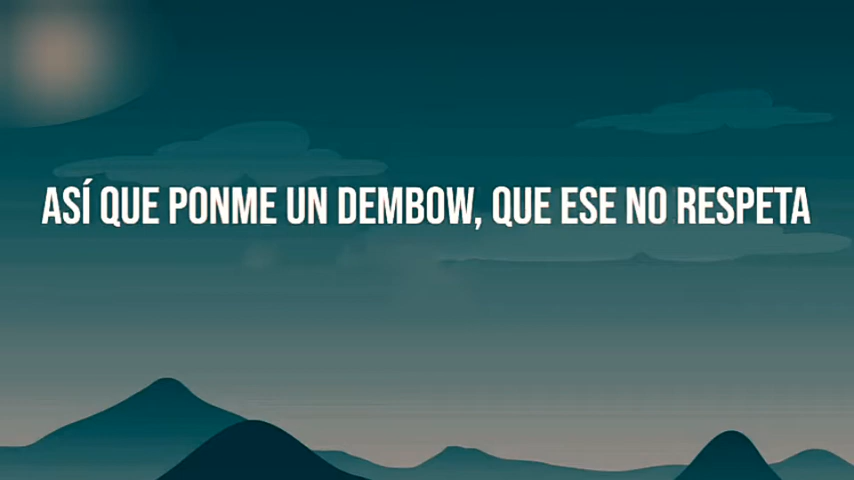 ASÍ QUE PONME UN DEMBOW, QUE ESE NO RESPETA